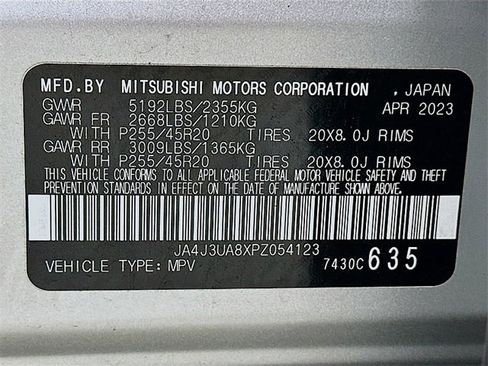 MFD.BY MITSUBISHI MOTORS CORPORATION , JAPAN
GVWR 5192LBS/2355KG APR 2023
GAWR FR 2668LBS/1210KG
WITH P255/45R20 TIRES 20X8.0J RIMS
GAWR RR 3009LBS/1365KG
WITH P255/45R20 TIRES 20X8.0J RIMS
THIS VEHICLE CONFORMS TO ALL APPLICABLE FEDERAL MOTOR VEHICLE SAFETY AND
THEFT PREVENTION STANDARDS IN EFFECT ON THE DATE OF MANUFACTURE SHOWN ABOVE.
JA4J3UA8XPZ054123
VEHICLE TYPE: MPV 7430C 635